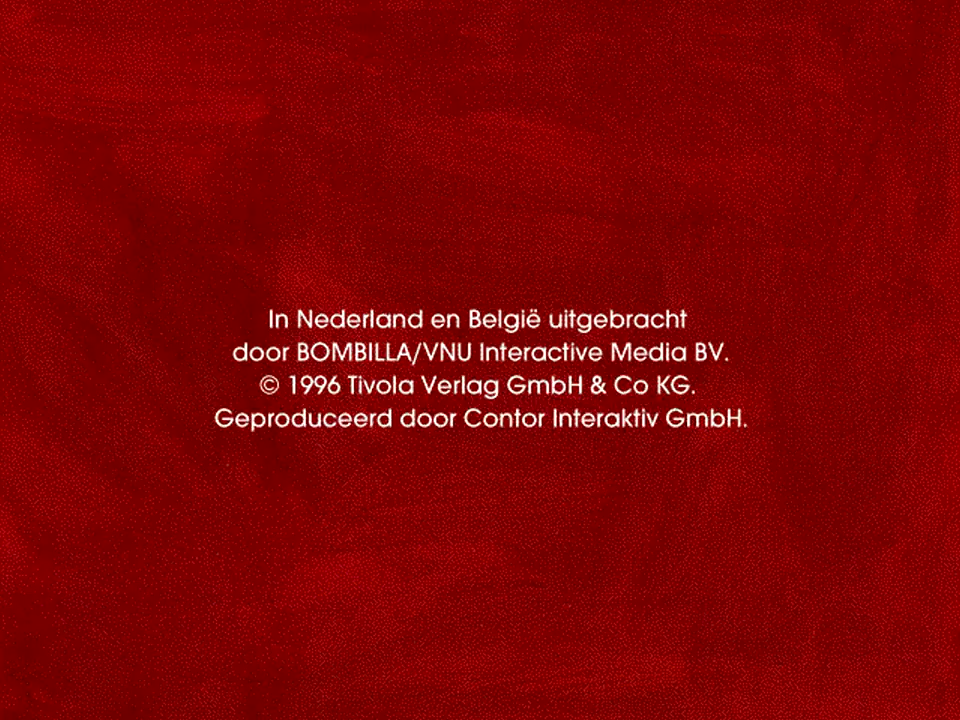 In Nederland en België uitgebracht
door BOMBILLA/VNU Interactive Media BV.
© 1996 Tivola Verlag GmbH & Co KG.
Geproduceerd door Contor Interaktiv GmbH.